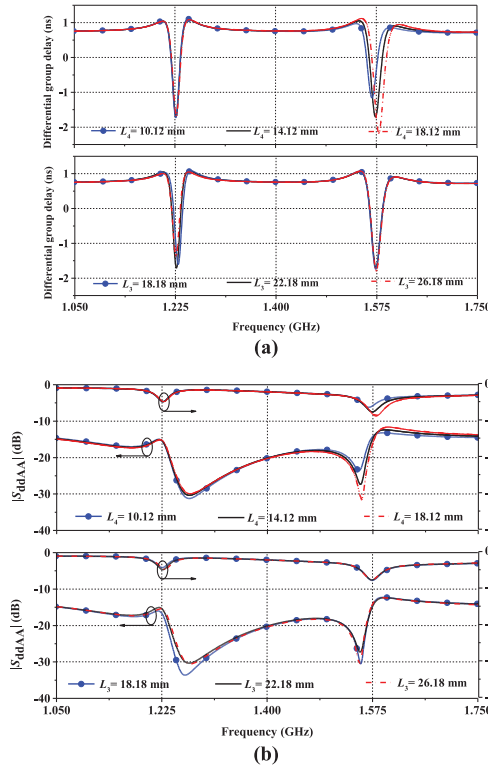 Differential group delay (ns)
1
0
-1
-2
L4= 10.12 mm L4= 14.12 mm L4= 18.12 mm
Differential group delay (ns)
1
0
-1
-2
L3= 18.18 mm L3= 22.18 mm L3= 26.18 mm
1.050 1.225 1.400 1.575 1.750
Frequency (GHz)
(a)
|SddAA| (dB)
0
-10
-20
-30
-40
L4= 10.12 mm L4= 14.12 mm L4= 18.12 mm
|SddAA| (dB)
0
-10
-20
-30
-40
L3= 18.18 mm L3= 22.18 mm L3= 26.18 mm
1.050 1.225 1.400 1.575 1.750
Frequency (GHz)
(b)